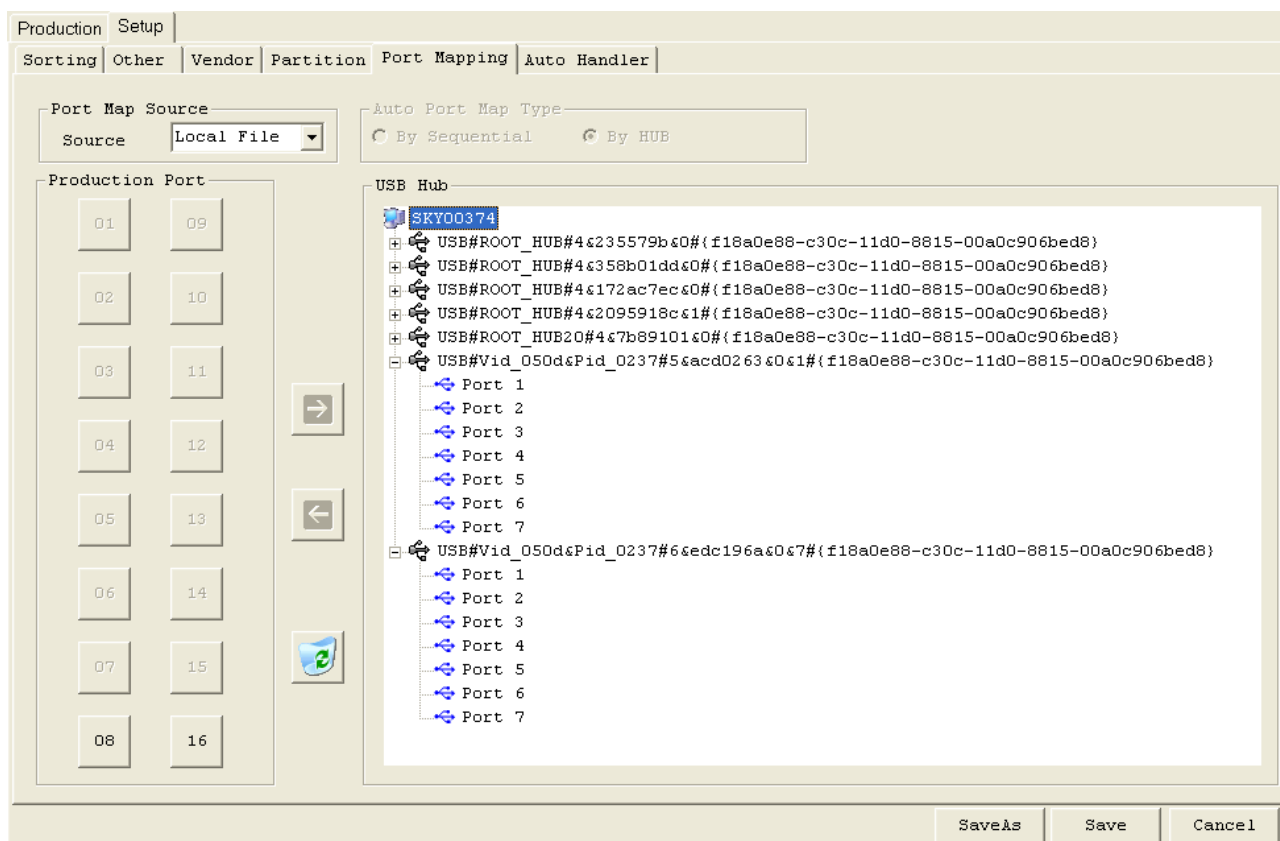 Production Setup
Sorting Other Vendor Partition Port Mapping Auto Handler
Port Map Source
Source Local File
Auto Port Map Type
By Sequential By HUB
Production Port
01 09
02 10
03 11
04 12
05 13
06 14
07 15
08 16
USB Hub
SKY00374
USB#ROOT_HUB#4&235579b&0#{f18a0e88-c30c-11d0-8815-00a0c906bed8}
USB#ROOT_HUB#4&358b01dd&0#{f18a0e88-c30c-11d0-8815-00a0c906bed8}
USB#ROOT_HUB#4&172ac7ec&0#{f18a0e88-c30c-11d0-8815-00a0c906bed8}
USB#ROOT_HUB#4&2095918c&1#{f18a0e88-c30c-11d0-8815-00a0c906bed8}
USB#ROOT_HUB20#4&7b89101&0#{f18a0e88-c30c-11d0-8815-00a0c906bed8}
USB#Vid_050d&Pid_0237#5&acd0263&0&1#{f18a0e88-c30c-11d0-8815-00a0c906bed8}
Port 1
Port 2
Port 3
Port 4
Port 5
Port 6
Port 7
USB#Vid_050d&Pid_0237#6&edc196a&0&7#{f18a0e88-c30c-11d0-8815-00a0c906bed8}
Port 1
Port 2
Port 3
Port 4
Port 5
Port 6
Port 7
SaveAs Save Cancel